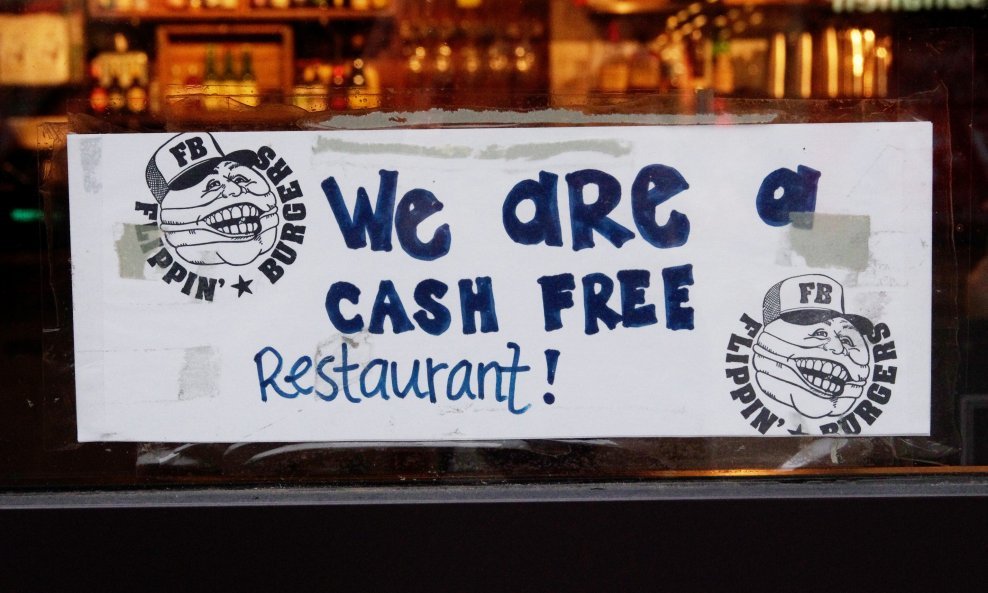 FB
FLIPPIN' ★ BURGERS
We aRe a
CASH FREE
Restaurant!
FB
FLIPPIN' ★ BURGERS